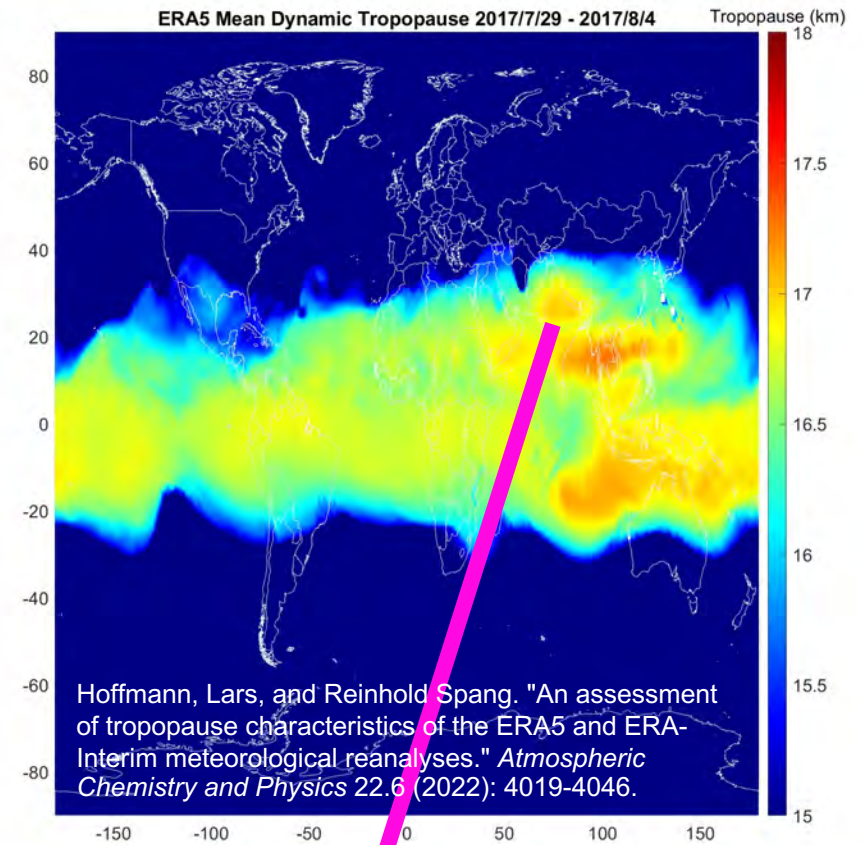 ERA5 Mean Dynamic Tropopause 2017/7/29 - 2017/8/4
Tropopause (km)
18
17.5
17
16.5
16
15.5
15
80
60
40
20
0
-20
-40
-60
-80
Hoffmann, Lars, and Reinhold Spang. "An assessment
of tropopause characteristics of the ERA5 and ERA-
Interim meteorological reanalyses." Atmospheric
Chemistry and Physics 22.6 (2022): 4019-4046.
-150 -100 -50 0 50 100 150